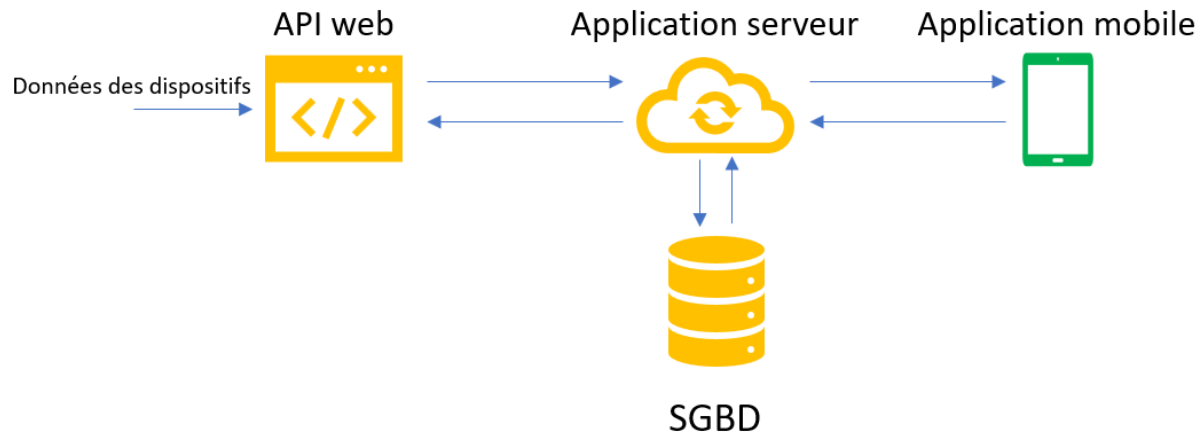 API web
Application serveur
Application mobile
Données des dispositifs
</>
SGBD